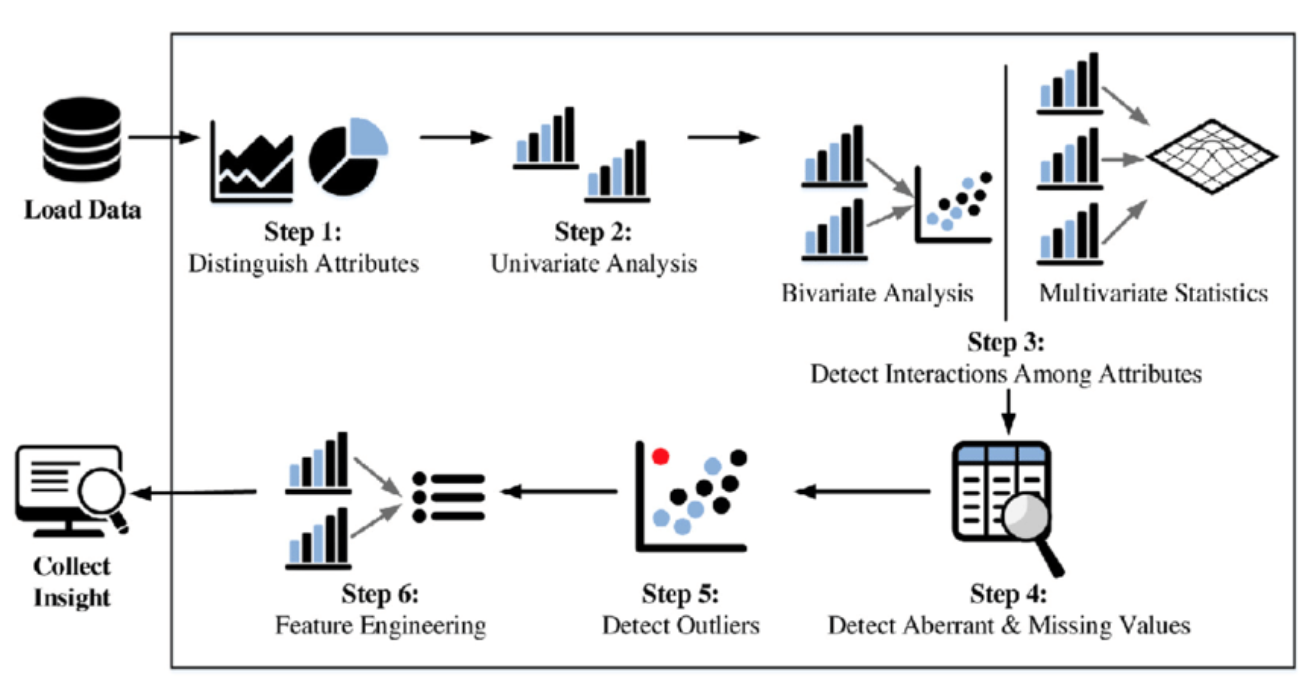 Load Data
Step 1:
Distinguish Attributes
Step 2:
Univariate Analysis
Bivariate Analysis
Multivariate Statistics
Step 3:
Detect Interactions Among Attributes
Step 4:
Detect Aberrant & Missing Values
Step 5:
Detect Outliers
Step 6:
Feature Engineering
Collect
Insight